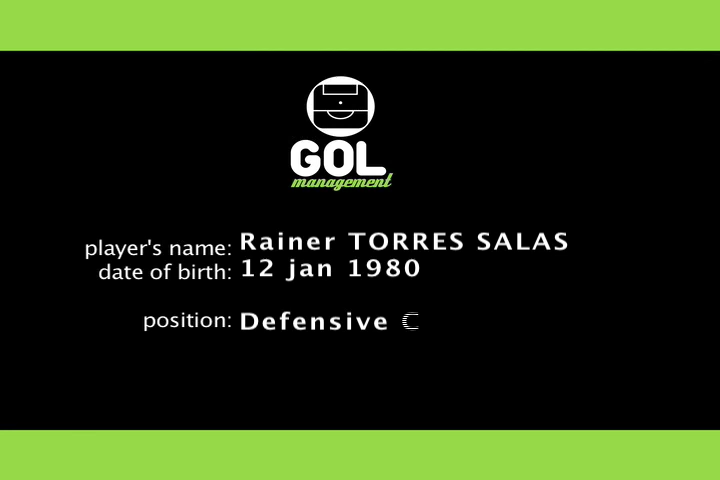 GOL
management
player's name: Rainer TORRES SALAS
date of birth: 12 jan 1980
position: Defensive C